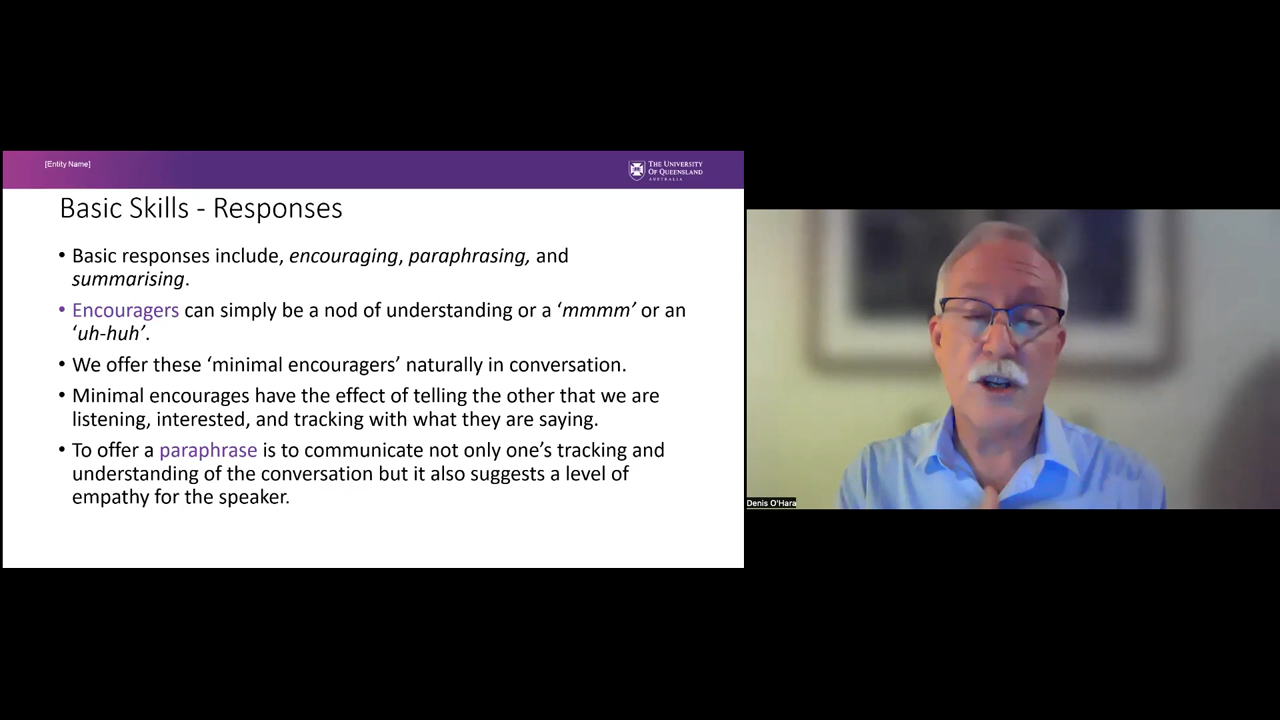 [Entity Name]
THE UNIVERSITY
OF QUEENSLAND
AUSTRALIA
Basic Skills - Responses
• Basic responses include, encouraging, paraphrasing, and
summarising.
• Encouragers can simply be a nod of understanding or a ‘mmmm’ or an
‘uh-huh’.
• We offer these ‘minimal encouragers’ naturally in conversation.
• Minimal encourages have the effect of telling the other that we are
listening, interested, and tracking with what they are saying.
• To offer a paraphrase is to communicate not only one’s tracking and
understanding of the conversation but it also suggests a level of
empathy for the speaker.
Denis O'Hara